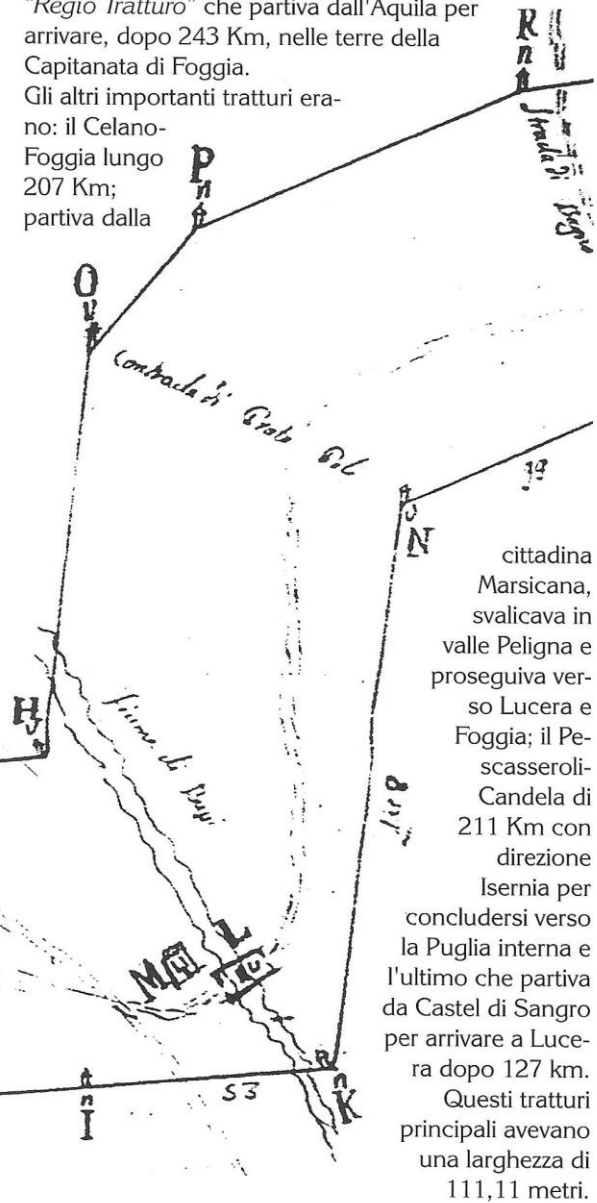 "Regio Tratturo" che partiva dall'Aquila per
arrivare, dopo 243 Km, nelle terre della
Capitanata di Foggia.
Gli altri importanti tratturi era-
no: il Celano-
Foggia lungo
207 Km;
partiva dalla
R
n
strada di
P
n
O
contrada di Prato
N
cittadina
Marsicana,
svalicava in
valle Peligna e
proseguiva ver-
so Lucera e
Foggia; il Pe-
scasseroli-
Candela di
211 Km con
direzione
Isernia per
concludersi verso
la Puglia interna e
l'ultimo che partiva
da Castel di Sangro
per arrivare a Luce-
ra dopo 127 km.
Questi tratturi
principali avevano
una larghezza di
111,11 metri.
H
fiume di
L
M
53
n
K
n
I